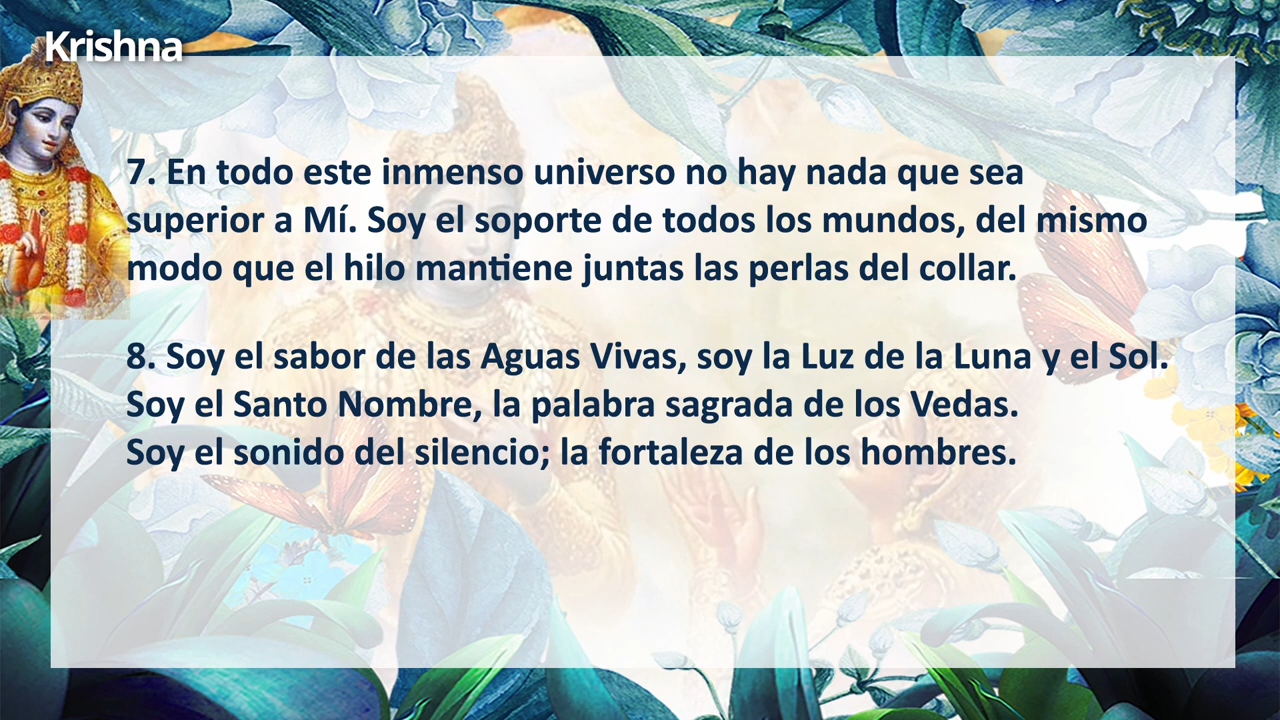 Krishna
7. En todo este inmenso universo no hay nada que sea
superior a Mí. Soy el soporte de todos los mundos, del mismo
modo que el hilo mantiene juntas las perlas del collar.
8. Soy el sabor de las Aguas Vivas, soy la Luz de la Luna y el Sol.
Soy el Santo Nombre, la palabra sagrada de los Vedas.
Soy el sonido del silencio; la fortaleza de los hombres.